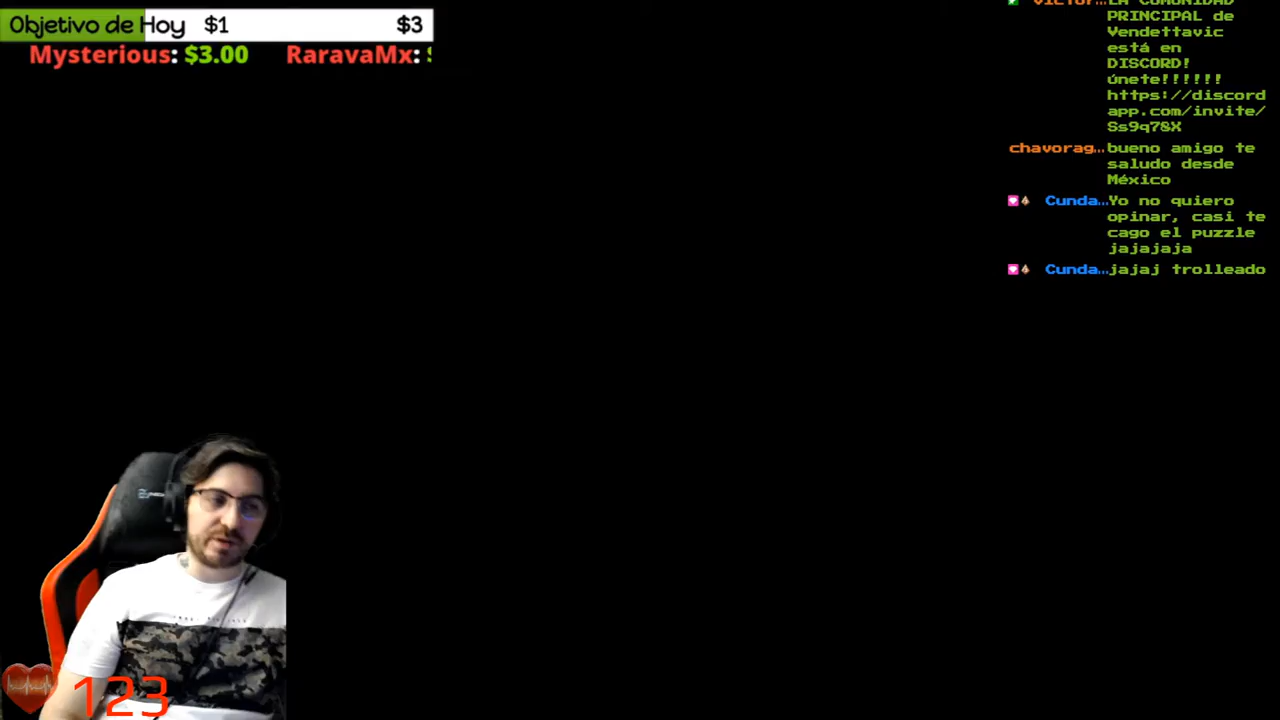 Objetivo de Hoy $1 $3
Mysterious: $3.00 RaravaMx:
PRINCIPAL de
Vendettavic
está en
DISCORD!
únete!!!!!!
https://discord
app.com/invite/
Ss9q78X
chavorag… bueno amigo te
saludo desde
México
Cunda… Yo no quiero
opinar, casi te
cago el puzzle
jajajaja
Cunda… jajaj trolleado
123